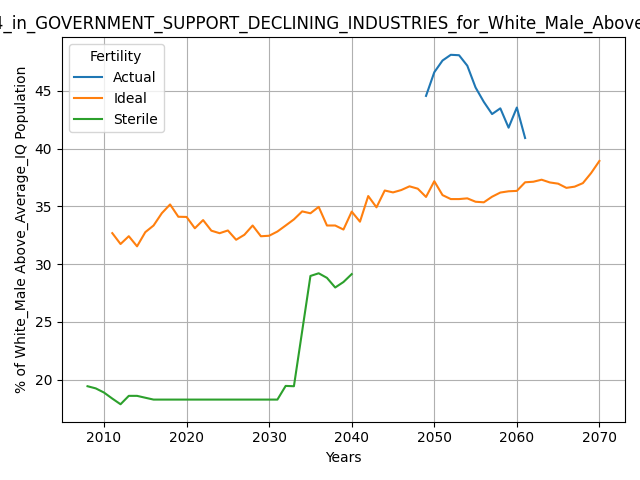 _in_GOVERNMENT_SUPPORT_DECLINING_INDUSTRIES_for_White_Male_Above
Fertility
Actual
Ideal
Sterile
% of White_Male Above_Average_IQ Population
45
40
35
30
25
20
2010 2020 2030 2040 2050 2060 2070
Years